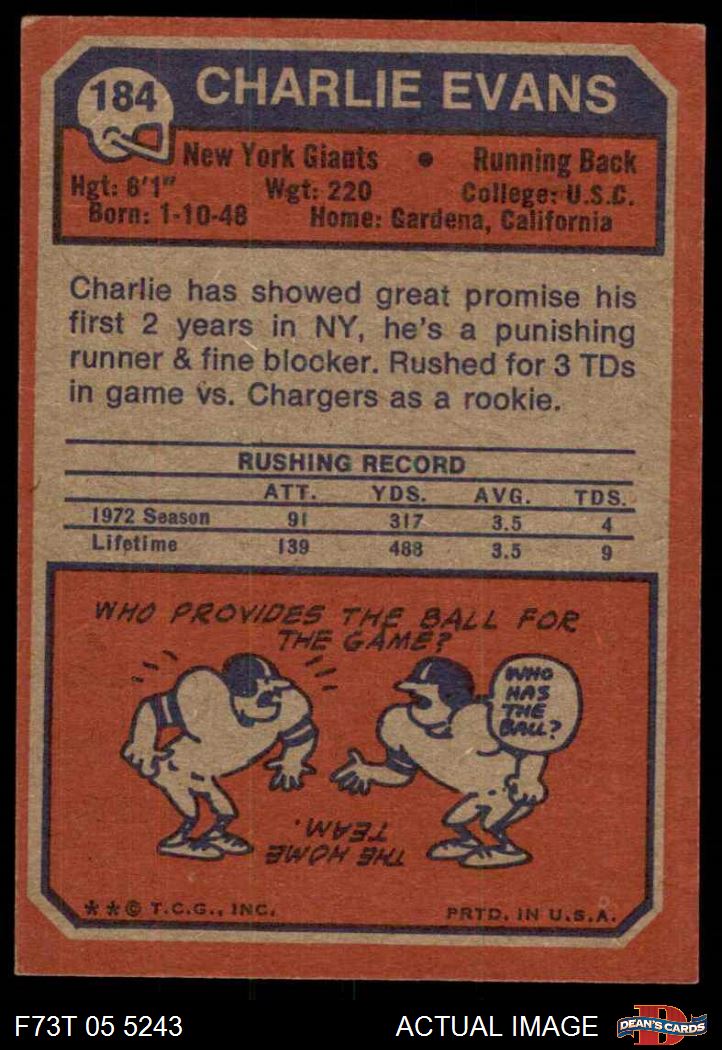 184
CHARLIE EVANS
New York Giants • Running Back
Hgt: 6'1" Wgt: 220 College: U.S.C.
Born: 1-10-48 Home: Gardena, California
Charlie has showed great promise his
first 2 years in NY, he's a punishing
runner & fine blocker. Rushed for 3 TDs
in game vs. Chargers as a rookie.
RUSHING RECORD
ATT. YDS. AVG. TDS.
1972 Season 91 317 3.5 4
Lifetime 139 488 3.5 9
WHO PROVIDES THE BALL FOR
THE GAME?
WHO
HAS
THE
BALL?
THE HOME
TEAM.
**© T.C.G., INC. PRTD. IN U.S.A.
F73T 05 5243 ACTUAL IMAGE
D
DEAN'S CARDS